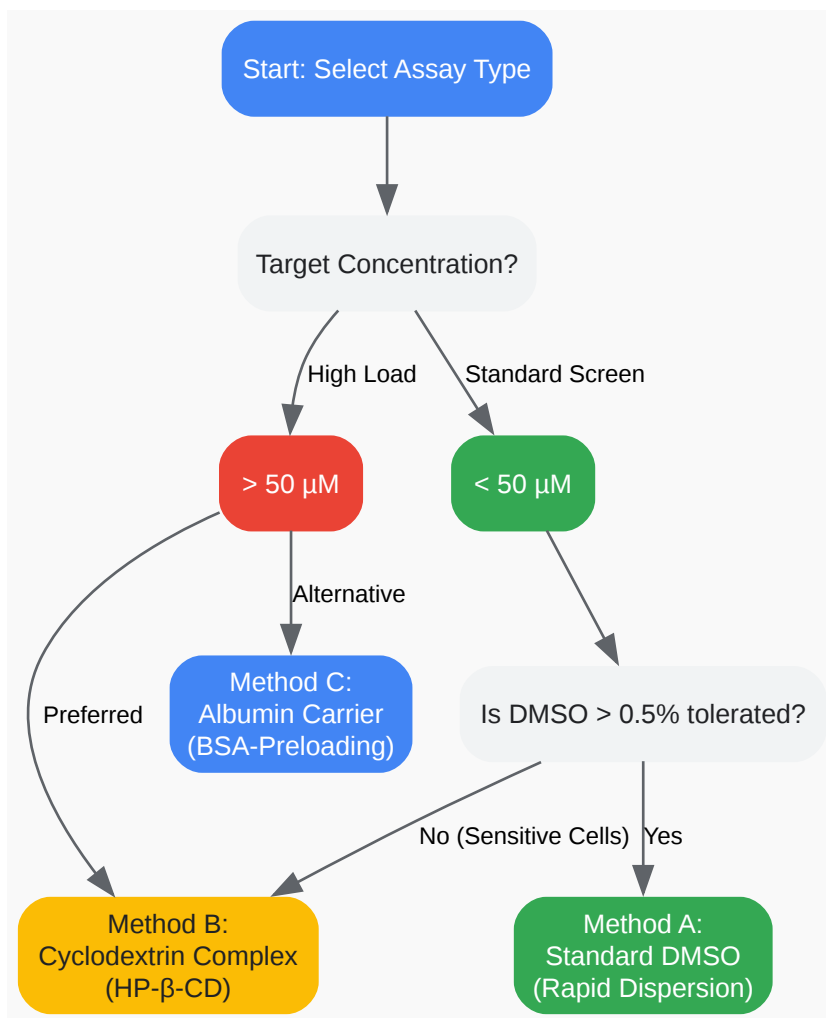 Start: Select Assay Type
Target Concentration?
High Load
Standard Screen
> 50 µM
< 50 µM
Alternative
Method C:
Albumin Carrier
(BSA-Preloading)
Preferred
Is DMSO > 0.5% tolerated?
No (Sensitive Cells)
Yes
Method B:
Cyclodextrin Complex
(HP-β-CD)
Method A:
Standard DMSO
(Rapid Dispersion)